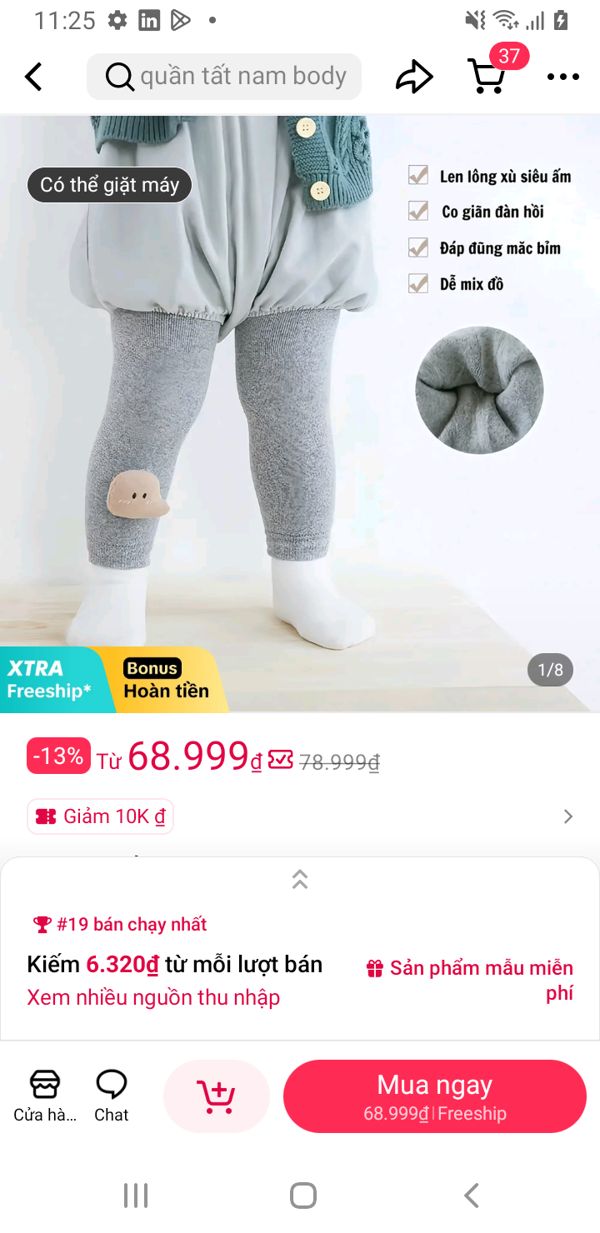 11:25
quần tất nam body
37
Có thể giặt máy
Len lông xù siêu ấm
Co giãn đàn hồi
Đáp đũng măc bỉm
Dễ mix đồ
XTRA
Freeship*
Bonus
Hoàn tiền
1/8
-13% Từ 68.999₫ 78.999₫
Giảm 10K ₫
#19 bán chạy nhất
Kiếm 6.320₫ từ mỗi lượt bán
Xem nhiều nguồn thu nhập
Sản phẩm mẫu miễn
phí
Cửa hà...
Chat
Mua ngay
68.999₫ | Freeship